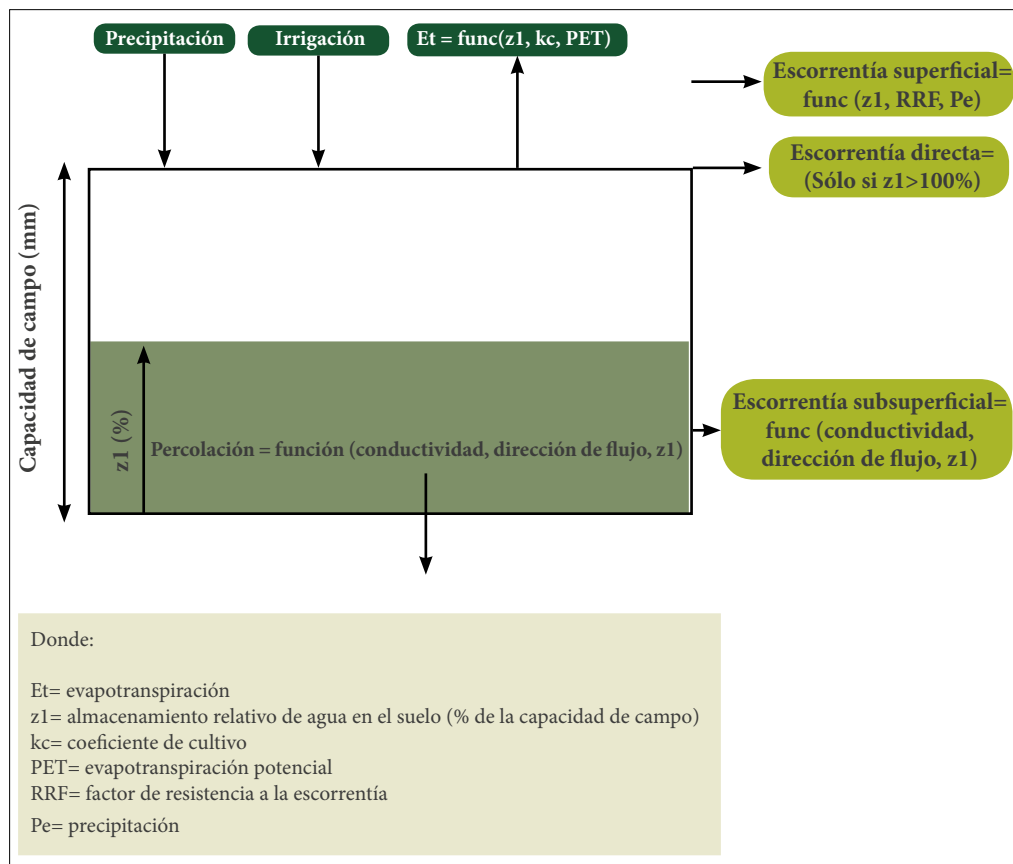 Precipitación
Irrigación
Et = func(z1, kc, PET)
Escorrentía superficial=
func (z1, RRF, Pe)
Escorrentía directa=
(Sólo si z1>100%)
Capacidad de campo (mm)
z1 (%)
Percolación = función (conductividad, dirección de flujo, z1)
Escorrentía subsuperficial=
func (conductividad,
dirección de flujo, z1)
Donde:
Et= evapotranspiración
z1= almacenamiento relativo de agua en el suelo (% de la capacidad de campo)
kc= coeficiente de cultivo
PET= evapotranspiración potencial
RRF= factor de resistencia a la escorrentía
Pe= precipitación